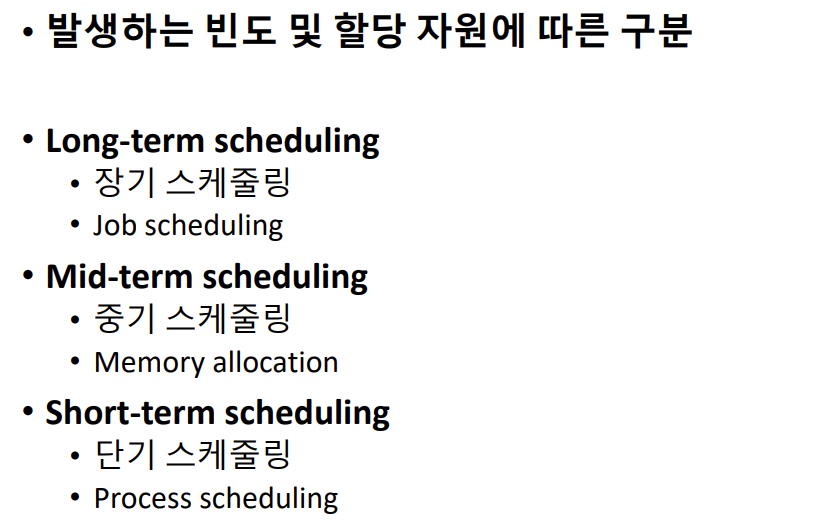 • 발생하는 빈도 및 할당 자원에 따른 구분
• Long-term scheduling
• 장기 스케줄링
• Job scheduling
• Mid-term scheduling
• 중기 스케줄링
• Memory allocation
• Short-term scheduling
• 단기 스케줄링
• Process scheduling